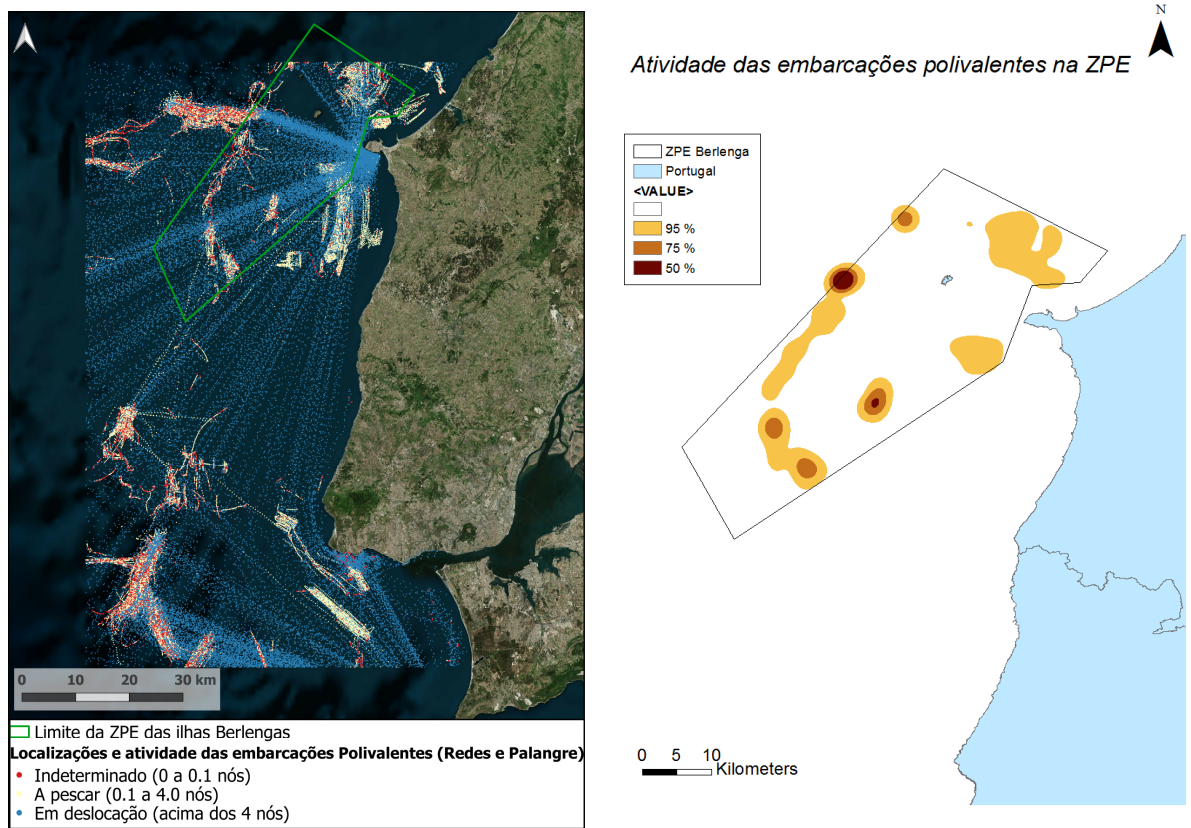 0 10 20 30 km
Limite da ZPE das ilhas Berlengas
Localizações e atividade das embarcações Polivalentes (Redes e Palangre)
Indeterminado (0 a 0.1 nós)
A pescar (0.1 a 4.0 nós)
Em deslocação (acima dos 4 nós)
N
Atividade das embarcações polivalentes na ZPE
ZPE Berlenga
Portugal
<VALUE>
95 %
75 %
50 %
0 5 10
Kilometers